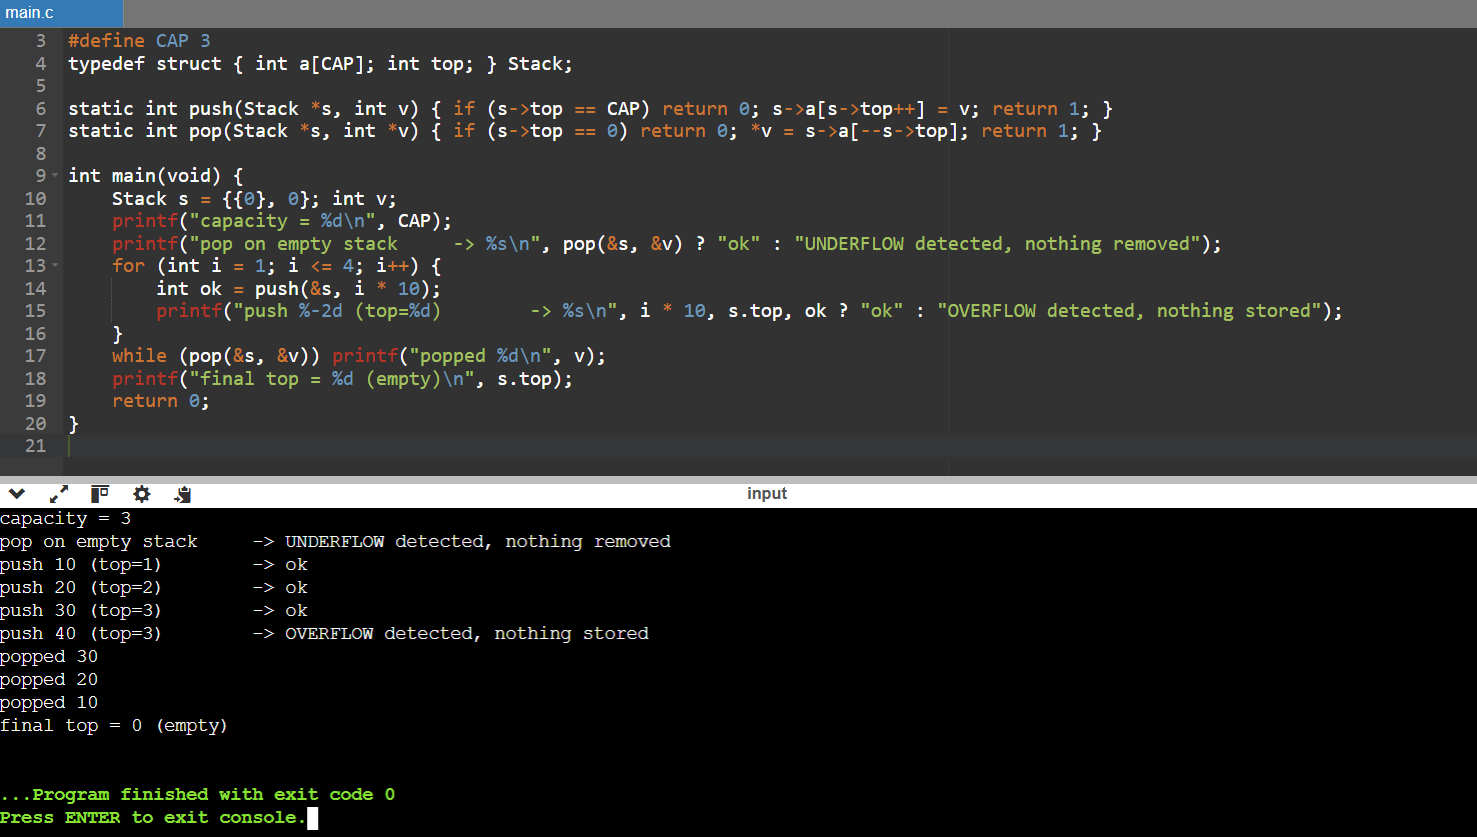 main.c
3 #define CAP 3
4 typedef struct { int a[CAP]; int top; } Stack;
5
6 static int push(Stack *s, int v) { if (s->top == CAP) return 0; s->a[s->top++] = v; return 1; }
7 static int pop(Stack *s, int *v) { if (s->top == 0) return 0; *v = s->a[--s->top]; return 1; }
8
9 int main(void) {
10     Stack s = {{0}, 0}; int v;
11     printf("capacity = %d\n", CAP);
12     printf("pop on empty stack     -> %s\n", pop(&s, &v) ? "ok" : "UNDERFLOW detected, nothing removed");
13     for (int i = 1; i <= 4; i++) {
14         int ok = push(&s, i * 10);
15         printf("push %-2d (top=%d)        -> %s\n", i * 10, s.top, ok ? "ok" : "OVERFLOW detected, nothing stored");
16     }
17     while (pop(&s, &v)) printf("popped %d\n", v);
18     printf("final top = %d (empty)\n", s.top);
19     return 0;
20 }
21
input
capacity = 3
pop on empty stack     -> UNDERFLOW detected, nothing removed
push 10 (top=1)        -> ok
push 20 (top=2)        -> ok
push 30 (top=3)        -> ok
push 40 (top=3)        -> OVERFLOW detected, nothing stored
popped 30
popped 20
popped 10
final top = 0 (empty)
...Program finished with exit code 0
Press ENTER to exit console.